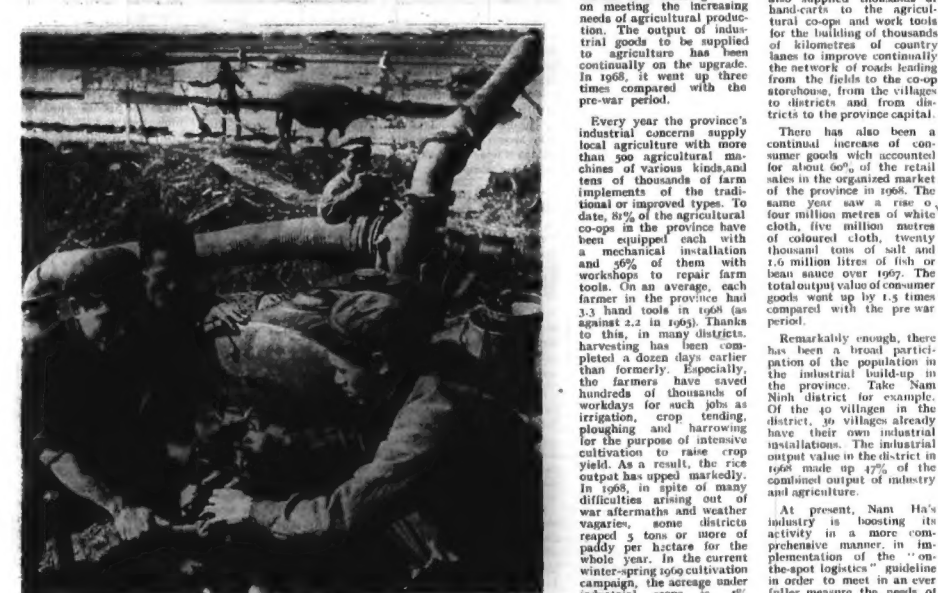 on meeting the increasing
needs of agricultural produc-
tion. The output of indus-
trial goods to be supplied
to agriculture has been
continually on the upgrade.
In 1968, it went up three
times compared with the
pre-war period.
Every year the province's
industrial concerns supply
local agriculture with more
than 500 agricultural ma-
chines of various kinds,and
tens of thousands of farm
implements of the tradi-
tional or improved types. To
date, 81% of the agricultural
co-ops in the province have
been equipped each with
a mechanical installation
and 56% of them with
workshops to repair farm
tools. On an average, each
farmer in the province had
3.3 hand tools in 1968 (as
against 2.2 in 1965). Thanks
to this, in many districts.
harvesting has been com-
pleted a dozen days earlier
than formerly. Especially,
the farmers have saved
hundreds of thousands of
workdays for such jobs as
irrigation, crop tending,
ploughing and harrowing
for the purpose of intensive
cultivation to raise crop
yield. As a result, the rice
output has upped markedly.
In 1968, in spite of many
difficulties arising out of
war aftermaths and weather
vagaries, some districts
reaped 5 tons or more of
paddy per hectare for the
whole year. In the current
winter-spring 1969 cultivation
campaign, the acreage under
hand-carts to the agricul-
tural co-ops and work tools
for the building of thousands
of kilometres of country
lanes to improve continually
the network of roads leading
from the fields to the co-op
storehouse, from the villages
to districts and from dis-
tricts to the province capital.
There has also been a
continual increase of con-
sumer goods wich accounted
for about 60% of the retail
sales in the organized market
of the province in 1968. The
same year saw a rise o
four million metres of white
cloth, five million metres
of coloured cloth, twenty
thousand tons of salt and
1.6 million litres of fish or
bean sauce over 1967. The
total output value of consumer
goods went up by 1.5 times
compared with the pre war
period.
Remarkably enough, there
has been a broad partici-
pation of the population in
the industrial build-up in
the province. Take Nam
Ninh district for example.
Of the 40 villages in the
district, 36 villages already
have their own industrial
installations. The industrial
output value in the district in
1968 made up 47% of the
combined output of industry
and agriculture.
At present, Nam Ha's
industry is boosting its
activity in a more com-
prehensive manner. in im-
plementation of the "on-
the-spot logistics" guideline
in order to meet in an ever
fuller measure the needs of